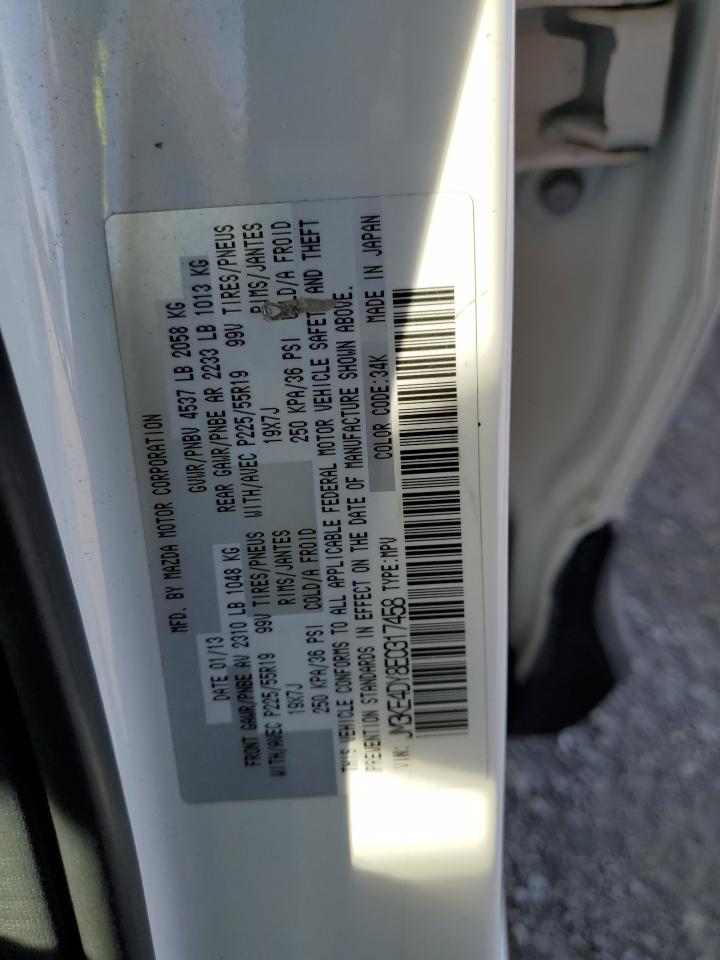 MFD. BY MAZDA MOTOR CORPORATION
DATE 01/13 GVWR/PNBV 4537 LB 2058 KG
FRONT GAWR/PNBE AV 2310 LB 1048 KG REAR GAWR/PNBE AR 2233 LB 1013 KG
WITH/AVEC P225/55R19 99V TIRES/PNEUS WITH/AVEC P225/55R19 99V TIRES/PNEUS
19X7J RIMS/JANTES 19X7J RIMS/JANTES
250 KPA/36 PSI COLD/A FROID 250 KPA/36 PSI COLD/A FROID
THIS VEHICLE CONFORMS TO ALL APPLICABLE FEDERAL MOTOR VEHICLE SAFETY AND THEFT
PREVENTION STANDARDS IN EFFECT ON THE DATE OF MANUFACTURE SHOWN ABOVE.
COLOR CODE:34K MADE IN JAPAN
VIN: JM3KE4DY8E0317458 TYPE:MPV